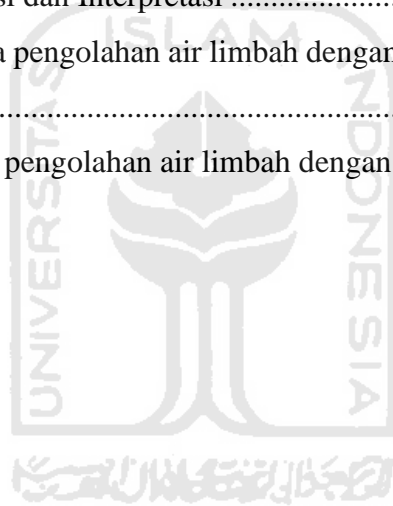 si dan Interpretasi ........................
ISLAM
a pengolahan air limbah dengan
............................................................
pengolahan air limbah dengan
UNIVERSITAS
INDONESIA